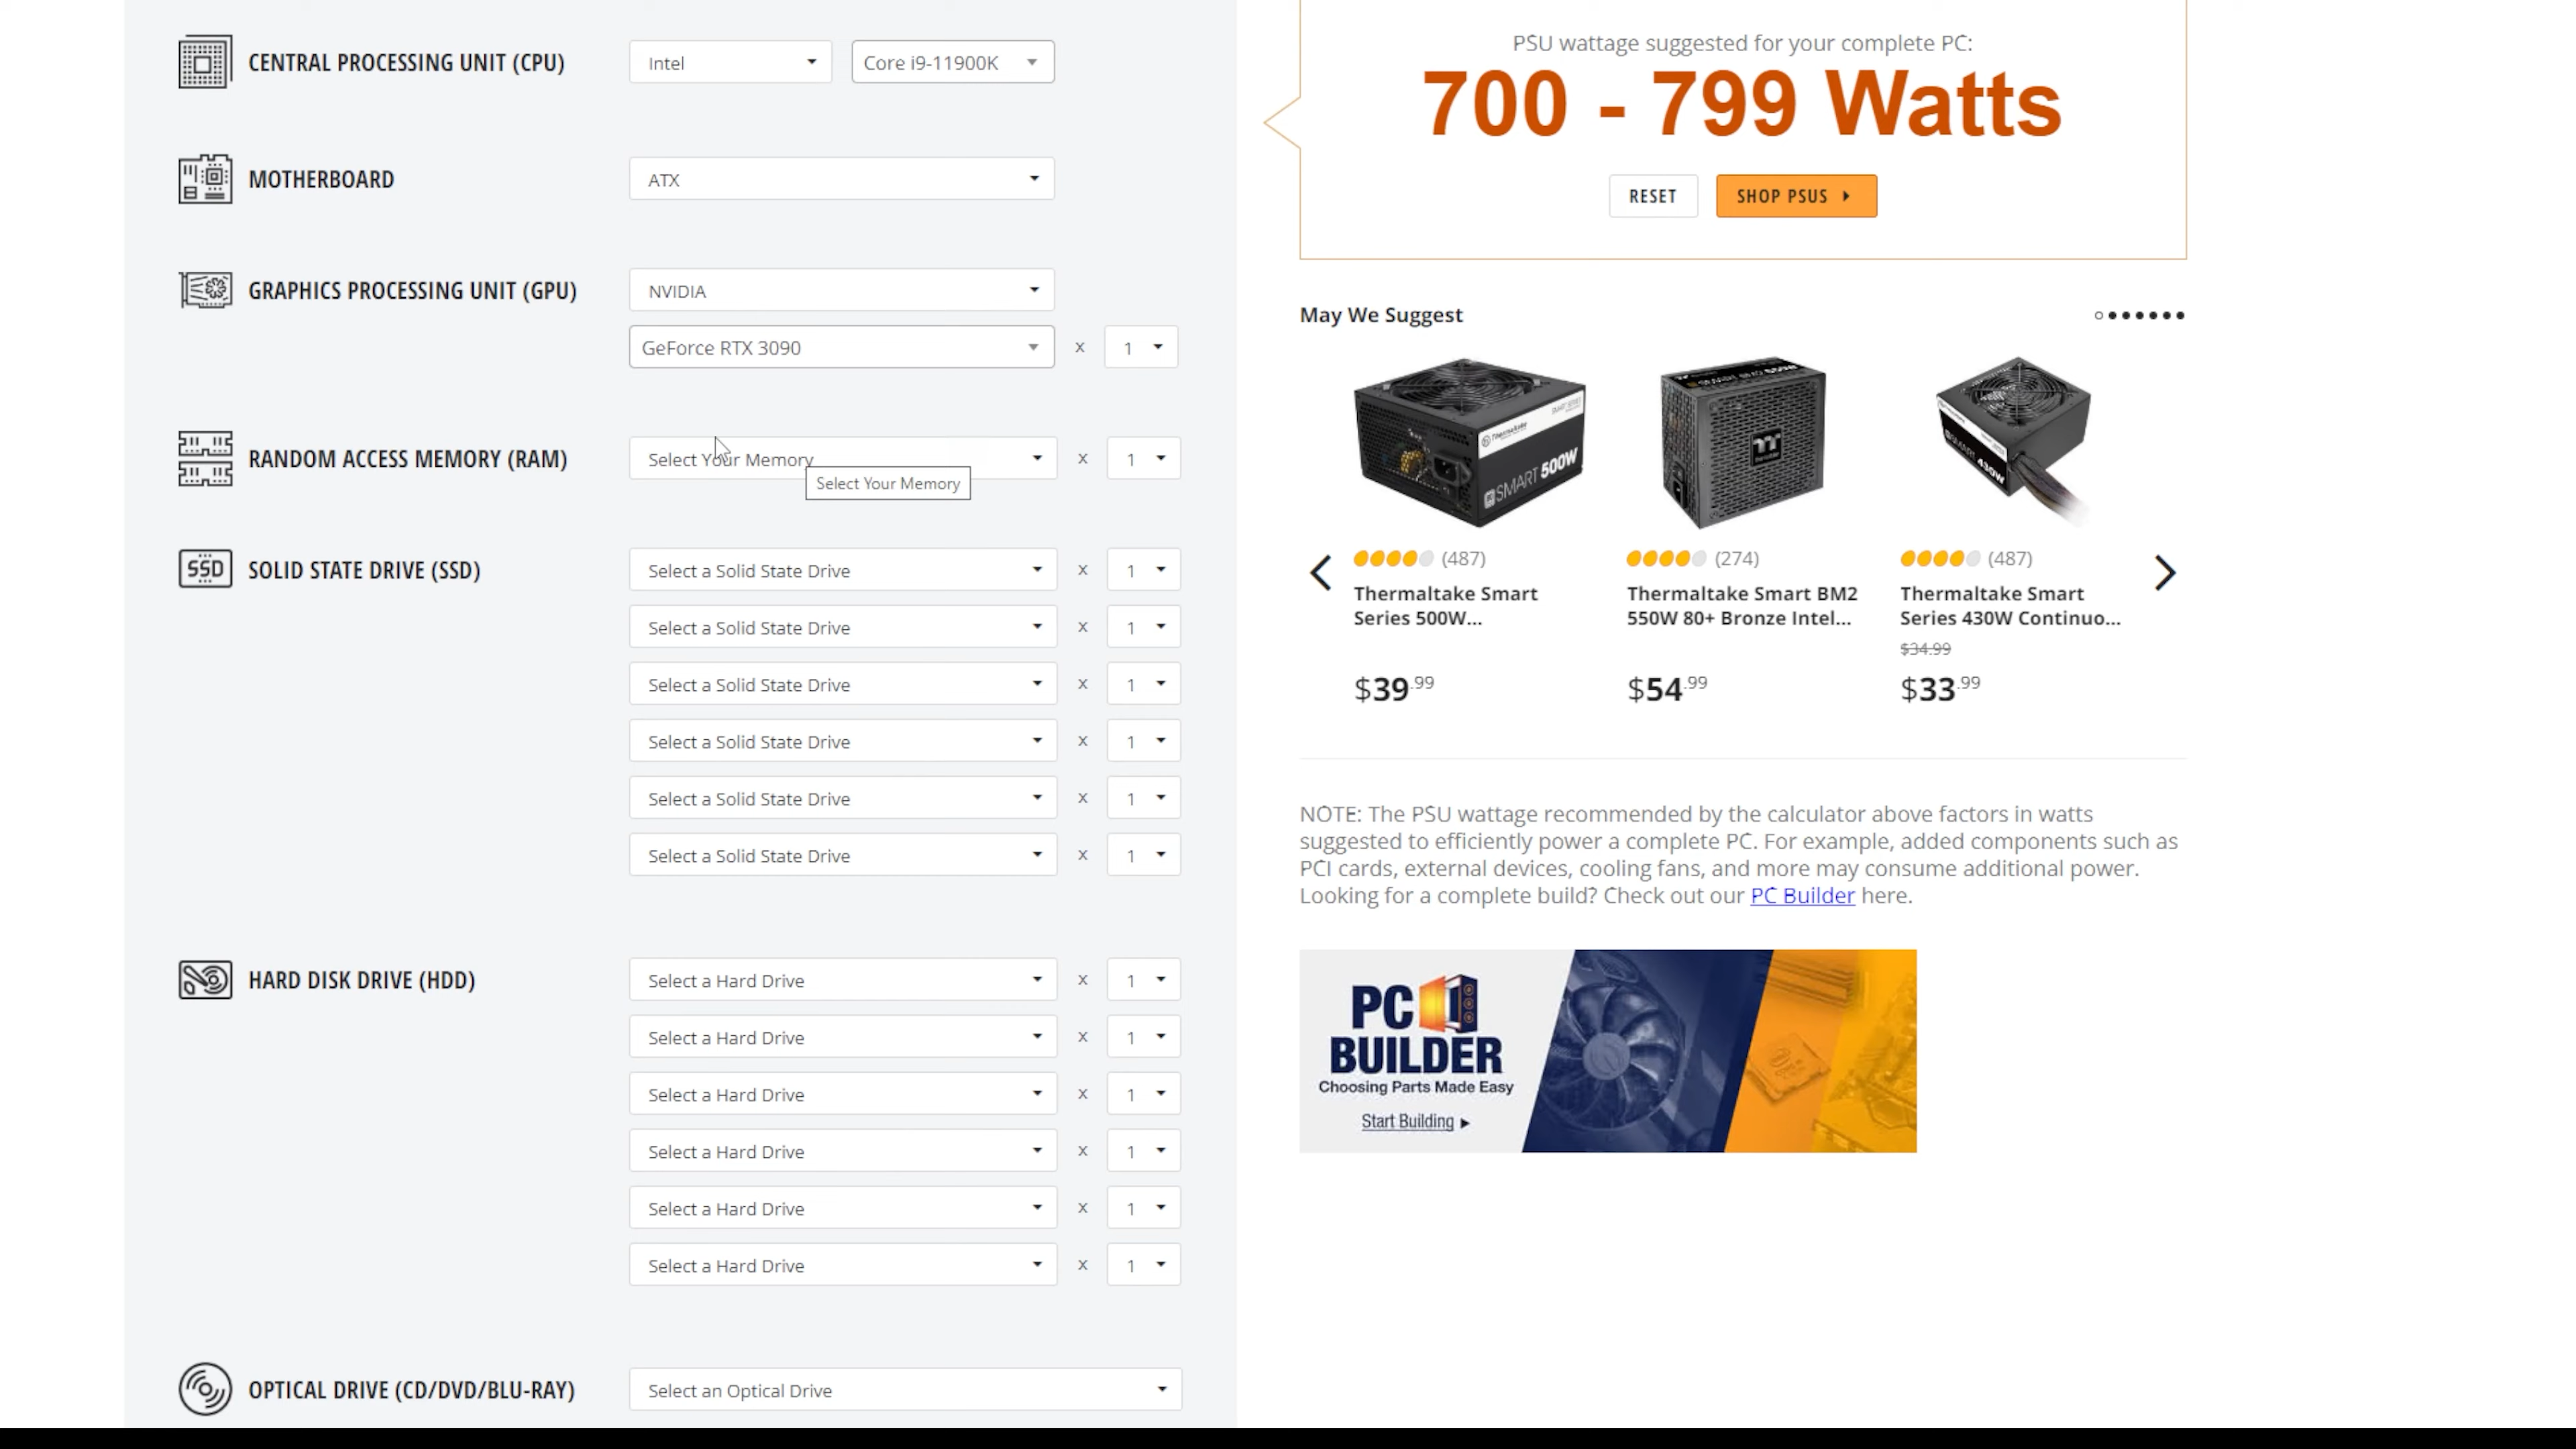 CENTRAL PROCESSING UNIT (CPU)
Intel
Core i9-11900K
MOTHERBOARD
ATX
GRAPHICS PROCESSING UNIT (GPU)
NVIDIA
GeForce RTX 3090
x
1
RANDOM ACCESS MEMORY (RAM)
Select Your Memory
x
1
Select Your Memory
SSD
SOLID STATE DRIVE (SSD)
Select a Solid State Drive
x
1
Select a Solid State Drive
x
1
Select a Solid State Drive
x
1
Select a Solid State Drive
x
1
Select a Solid State Drive
x
1
Select a Solid State Drive
x
1
HARD DISK DRIVE (HDD)
Select a Hard Drive
x
1
Select a Hard Drive
x
1
Select a Hard Drive
x
1
Select a Hard Drive
x
1
Select a Hard Drive
x
1
Select a Hard Drive
x
1
OPTICAL DRIVE (CD/DVD/BLU-RAY)
Select an Optical Drive
PSU wattage suggested for your complete PC:
700 - 799 Watts
RESET
SHOP PSUS
May We Suggest
Thermaltake
SMART 500W
SMART 430W
(487)
Thermaltake Smart
Series 500W...
$39.99
(274)
Thermaltake Smart BM2
550W 80+ Bronze Intel...
$54.99
(487)
Thermaltake Smart
Series 430W Continuo...
$34.99
$33.99
NOTE: The PSU wattage recommended by the calculator above factors in watts
suggested to efficiently power a complete PC. For example, added components such as
PCI cards, external devices, cooling fans, and more may consume additional power.
Looking for a complete build? Check out our PC Builder here.
PC
BUILDER
Choosing Parts Made Easy
Start Building